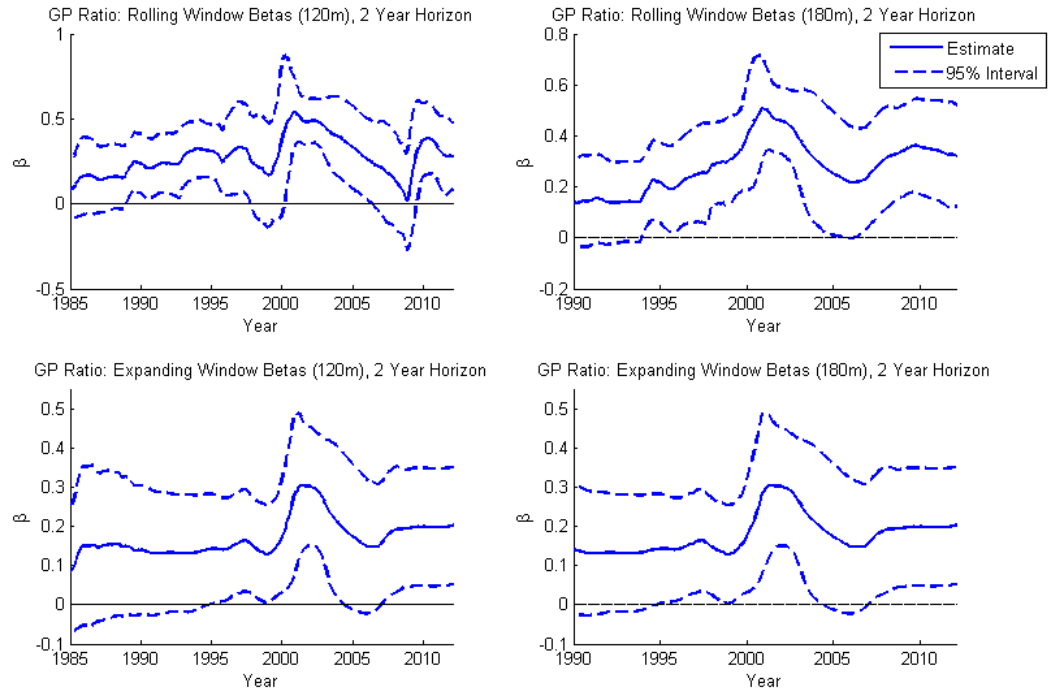 GP Ratio: Rolling Window Betas (120m), 2 Year Horizon
1
0.5
0
-0.5
β
1985 1990 1995 2000 2005 2010
Year
GP Ratio: Rolling Window Betas (180m), 2 Year Horizon
Estimate
95% Interval
0.8
0.6
0.4
0.2
0
-0.2
β
1990 1995 2000 2005 2010
Year
GP Ratio: Expanding Window Betas (120m), 2 Year Horizon
0.5
0.4
0.3
0.2
0.1
0
-0.1
β
1985 1990 1995 2000 2005 2010
Year
GP Ratio: Expanding Window Betas (180m), 2 Year Horizon
0.5
0.4
0.3
0.2
0.1
0
-0.1
β
1990 1995 2000 2005 2010
Year